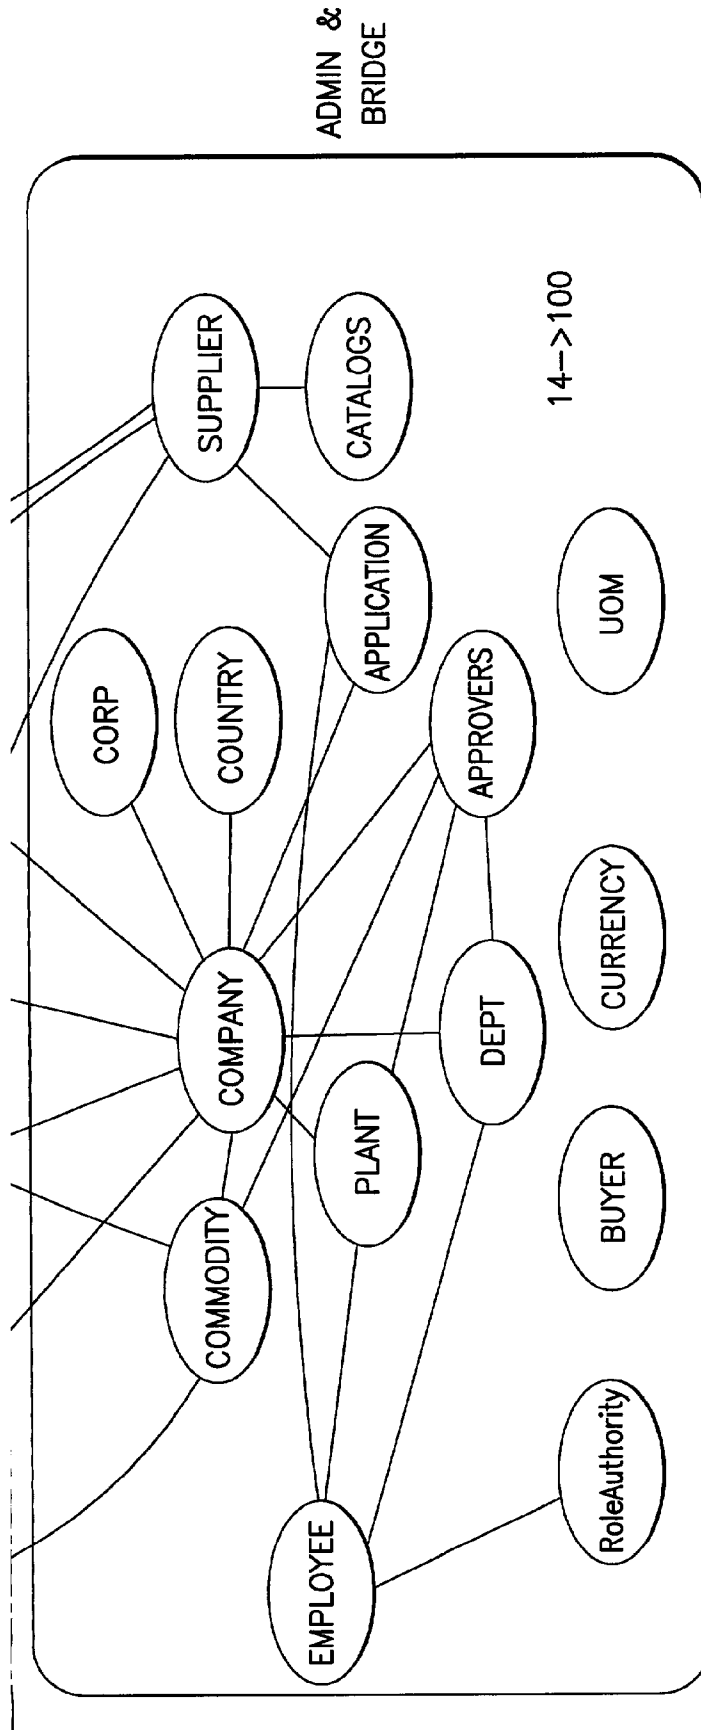 ADMIN &
BRIDGE
SUPPLIER
CATALOGS
CORP
COUNTRY
APPLICATION
COMPANY
APPROVERS
COMMODITY
PLANT
DEPT
EMPLOYEE
RoleAuthority
BUYER
CURRENCY
UOM
14-->100